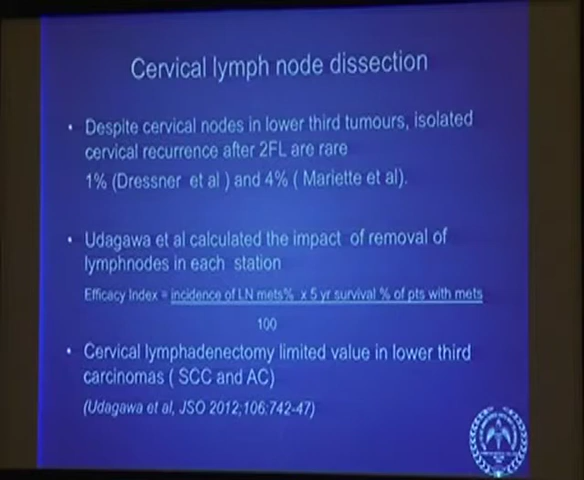 Cervical lymph node dissection
• Despite cervical nodes in lower third tumours, isolated
cervical recurrence after 2FL are rare
1% (Dressner et al ) and 4% ( Mariette et al).
• Udagawa et al calculated the impact of removal of
lymphnodes in each station
Efficacy Index = incidence of LN mets% x 5 yr survival % of pts with mets
100
• Cervical lymphadenectomy limited value in lower third
carcinomas ( SCC and AC)
(Udagawa et al, JSO 2012;106:742-47)